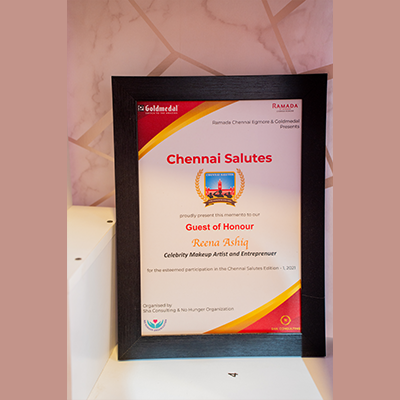 Goldmedal
RAMADA
Ramada Chennai Egmore & Goldmedal
Presents
Chennai Salutes
proudly present this memento to our
Guest of Honour
Reena Ashiq
Celebrity Makeup Artist and Entreprenuer
for the esteemed participation in the Chennai Salutes Edition - 1, 2021
Organised by
Sha Consulting & No Hunger Organization